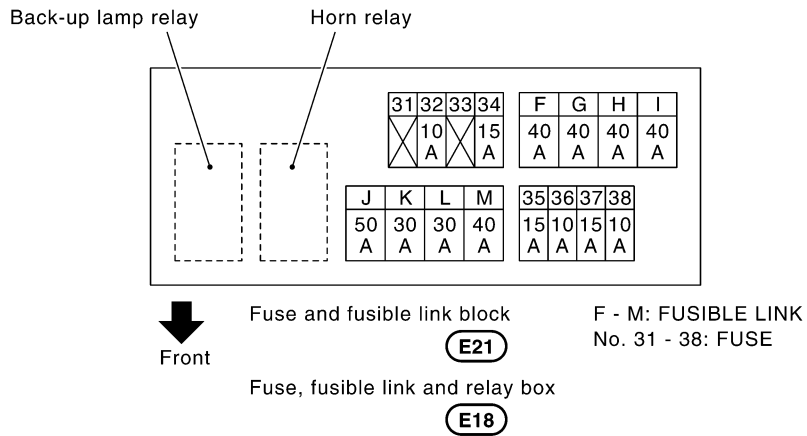 Back-up lamp relay Horn relay
31 32 33 34 F G H I
10 A 15 A 40 A 40 A 40 A 40 A
J K L M 35 36 37 38
50 A 30 A 30 A 40 A 15 A 10 A 15 A 10 A
Front
Fuse and fusible link block
E21
F - M: FUSIBLE LINK
No. 31 - 38: FUSE
Fuse, fusible link and relay box
E18